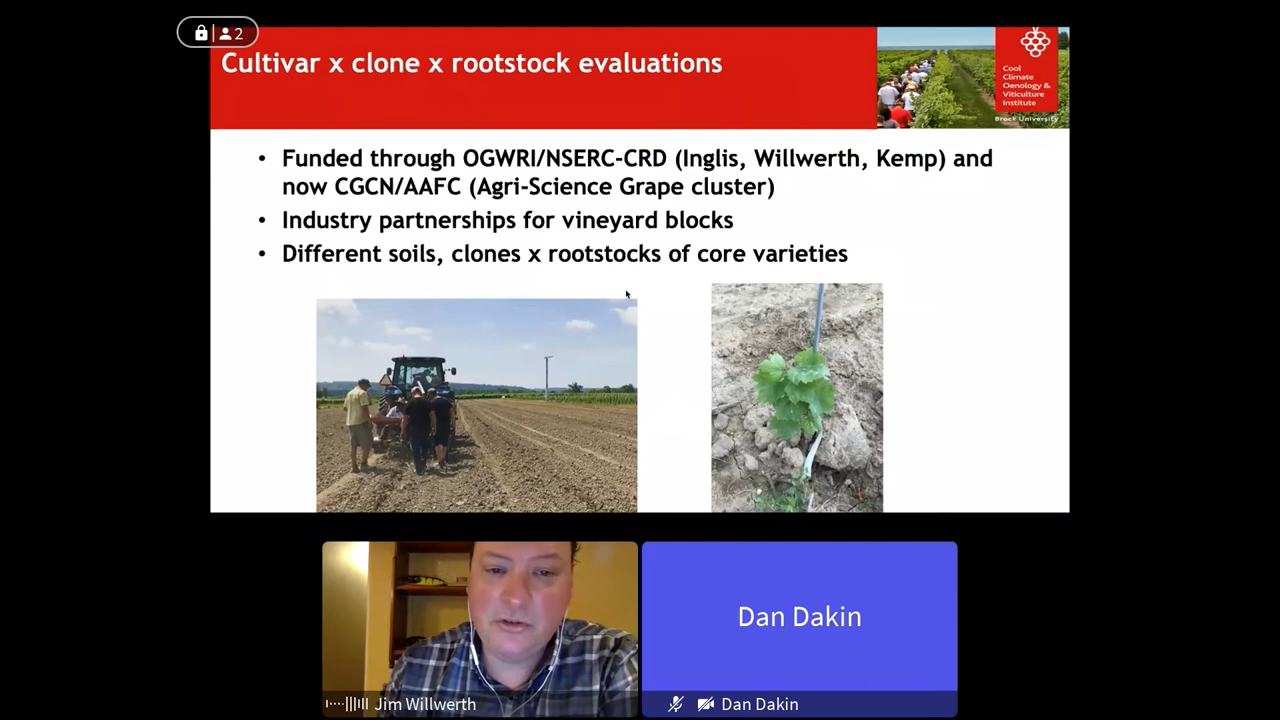 2
Cultivar x clone x rootstock evaluations
Cool
Climate
Oenology &
Viticulture
Institute
Brock University
• Funded through OGWRI/NSERC-CRD (Inglis, Willwerth, Kemp) and
now CGCN/AAFC (Agri-Science Grape cluster)
• Industry partnerships for vineyard blocks
• Different soils, clones x rootstocks of core varieties
Dan Dakin
Jim Willwerth
Dan Dakin